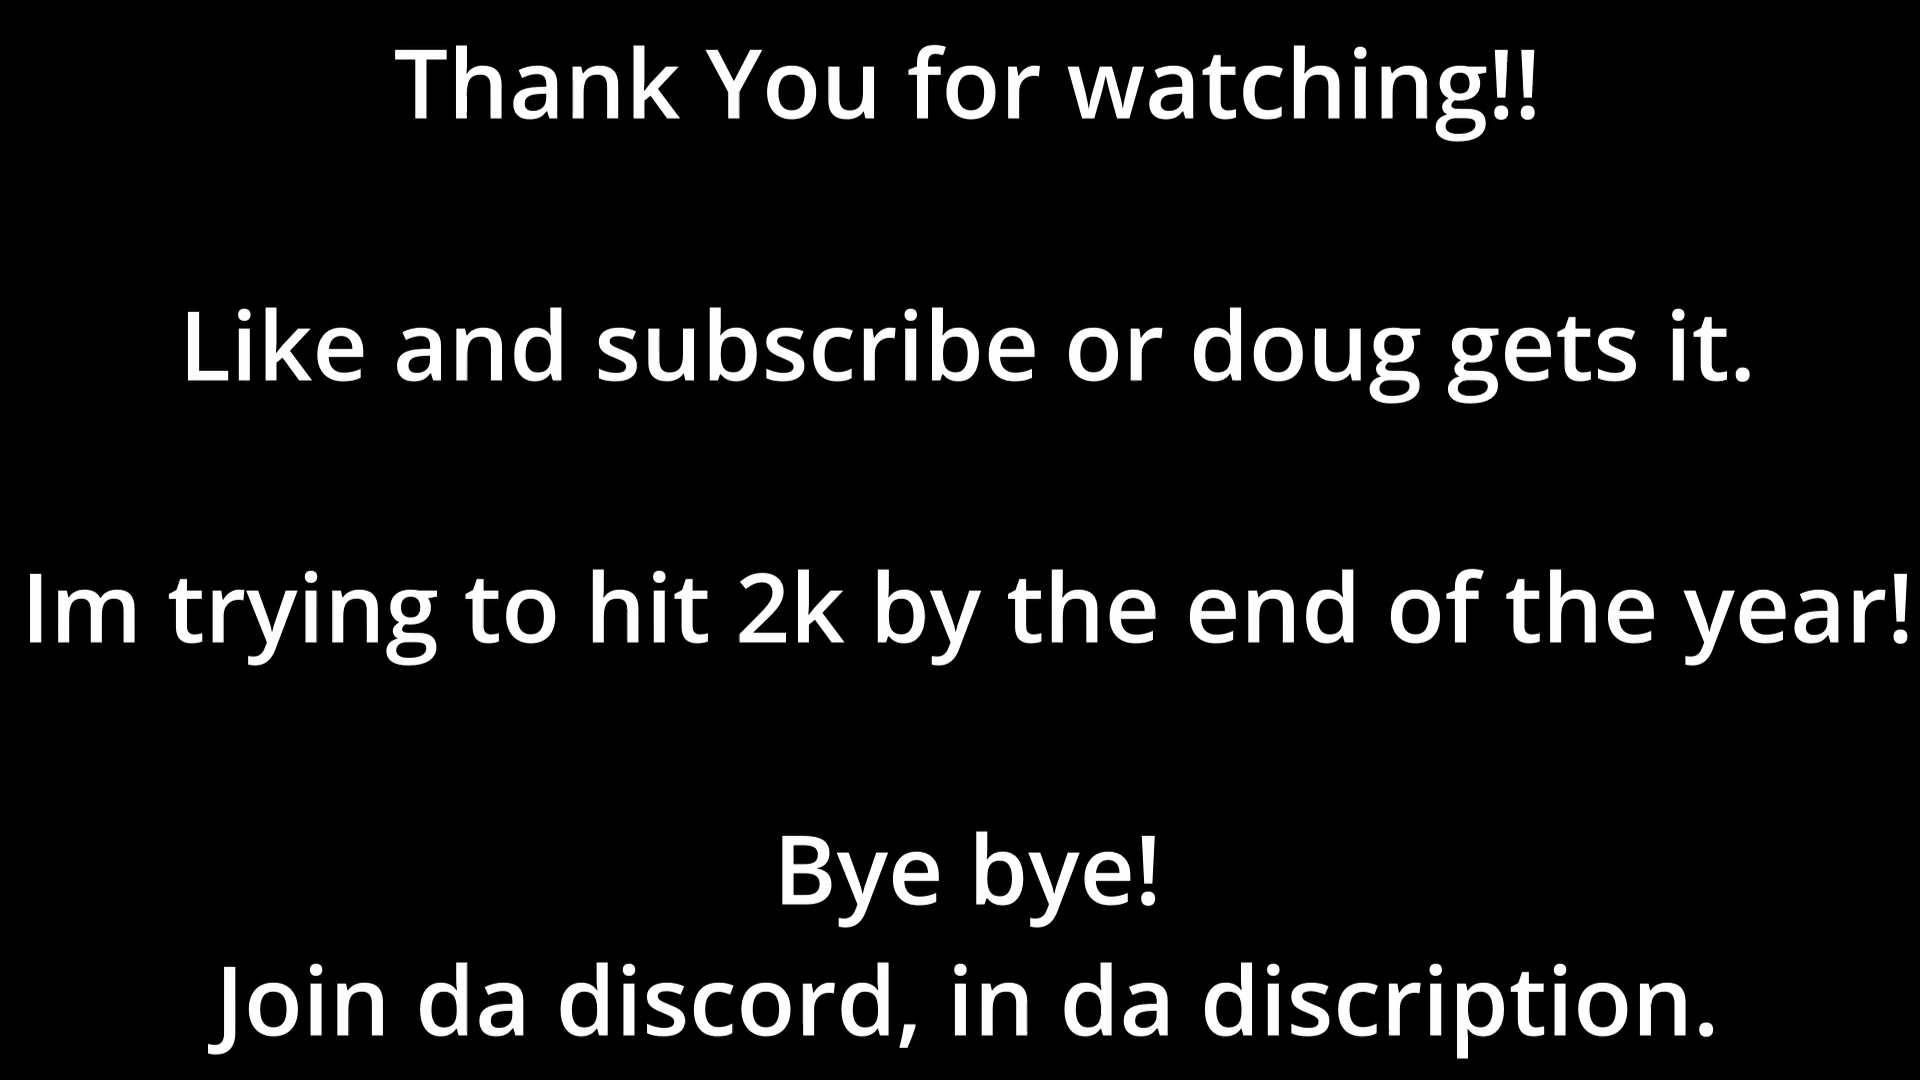 Thank You for watching!!
Like and subscribe or doug gets it.
Im trying to hit 2k by the end of the year!
Bye bye!
Join da discord, in da discription.